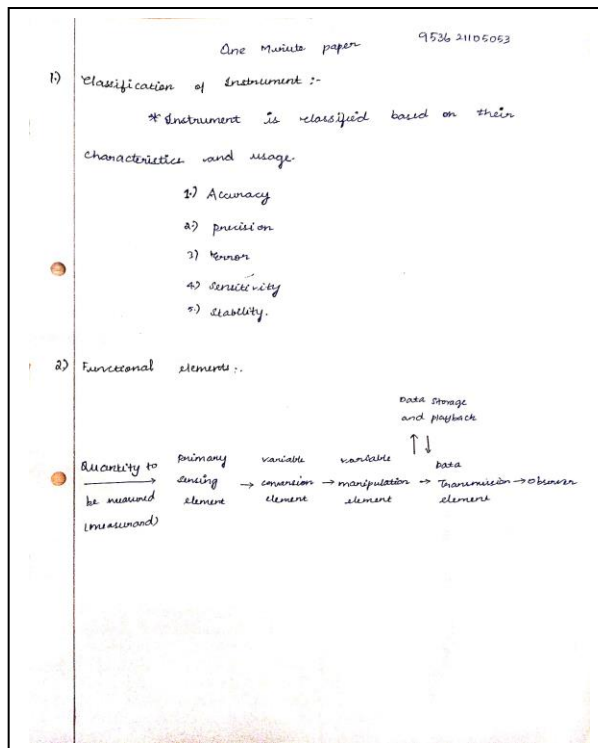 One Minute paper
9536 21105053
1.) Classification of Instrument :-
* Instrument is classified based on their
characteristics and usage.
1.) Accuracy
2.) precision
3) Error
4) sensitivity
5.) stability.
2) Functional elements:.
Data storage
and playback
Quantity to primary variable variable Data
sensing → conversion → manipulation → Transmission → observer
be measured element element element element
(measurand)